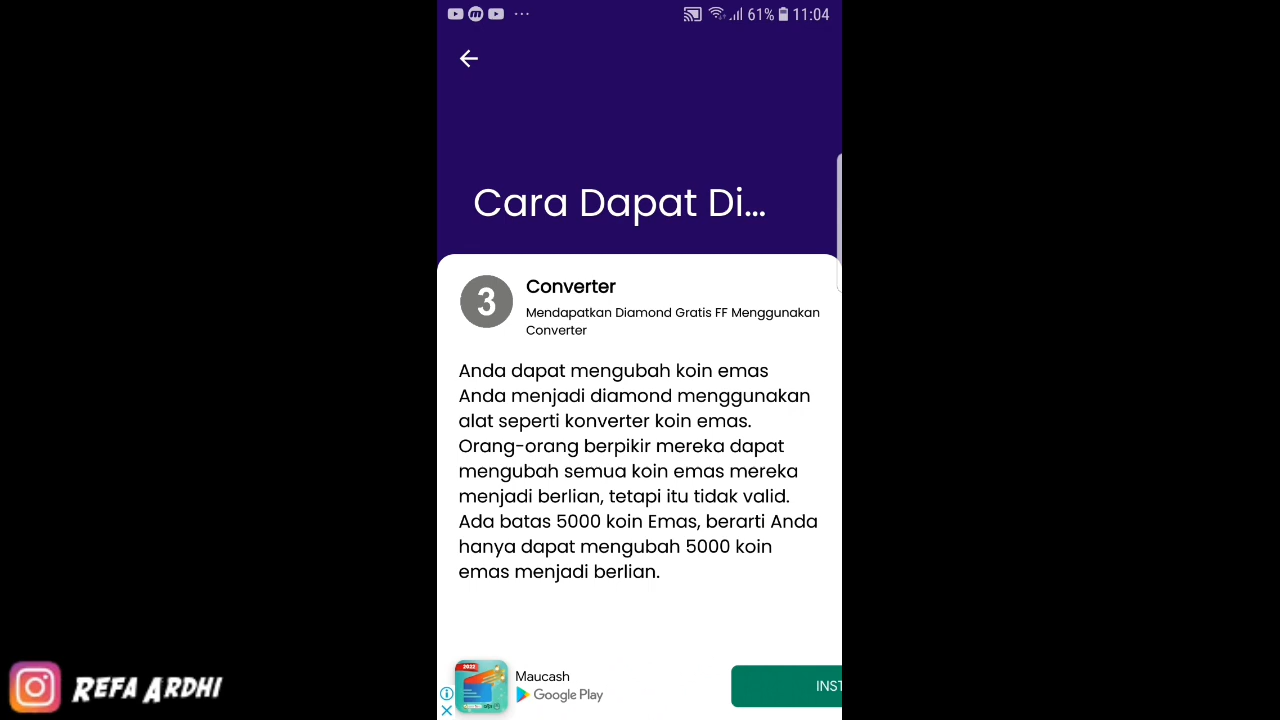 61% 11:04
Cara Dapat Di...
3
Converter
Mendapatkan Diamond Gratis FF Menggunakan
Converter
Anda dapat mengubah koin emas
Anda menjadi diamond menggunakan
alat seperti konverter koin emas.
Orang-orang berpikir mereka dapat
mengubah semua koin emas mereka
menjadi berlian, tetapi itu tidak valid.
Ada batas 5000 koin Emas, berarti Anda
hanya dapat mengubah 5000 koin
emas menjadi berlian.
2022
Maucash
Google Play
INST
REFA ARDHI